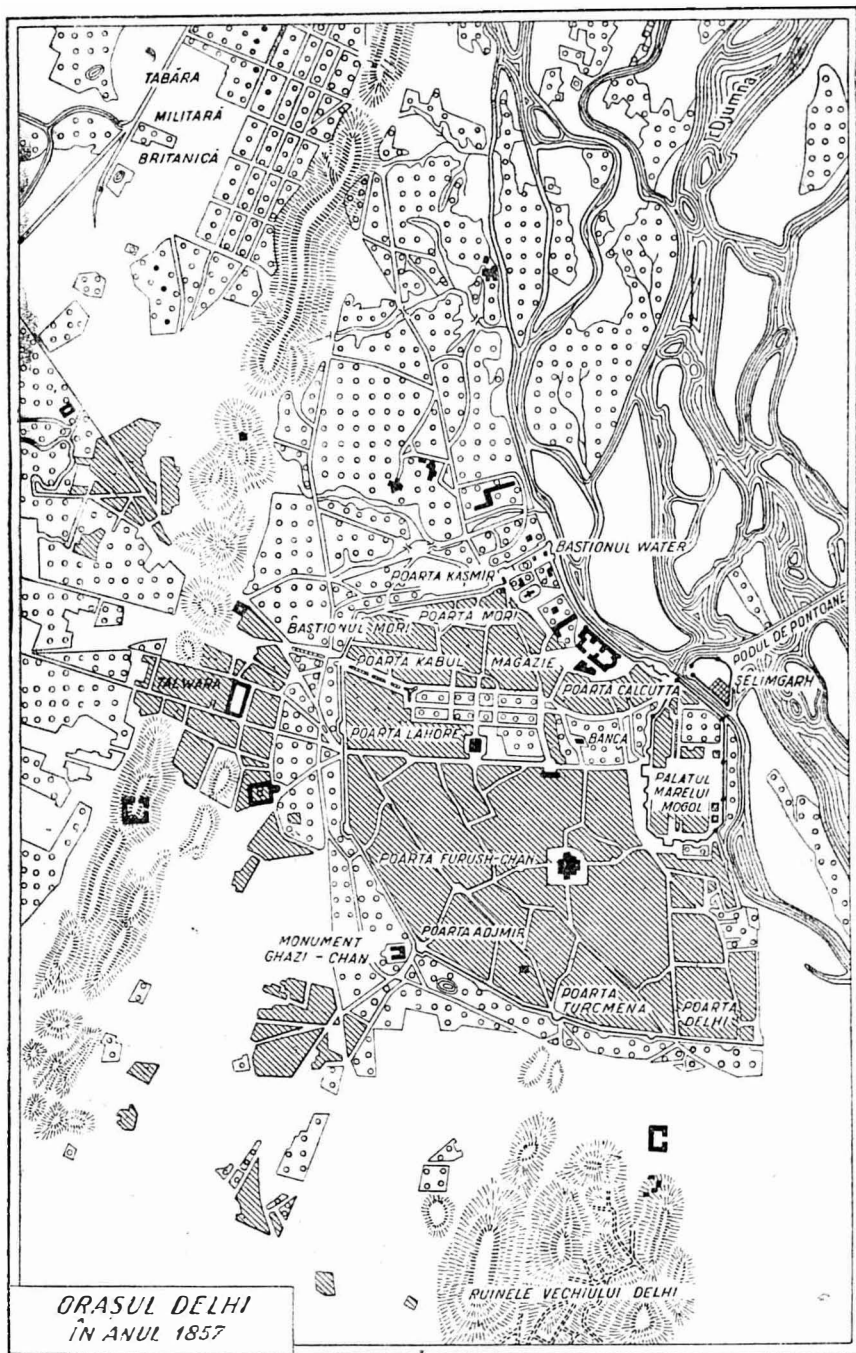 TABĂRA
MILITARĂ
BRITANICĂ
Djumna
BASTIONUL WATER
POARTA KAȘMIR
POARTA MORI
BASTIONUL MORI
PODUL DE PONTOANE
POARTA KABUL
MAGAZIE
SELIMGARH
TALWARA
POARTA CALCUTTA
POARTA LAHORE
BANCA
PALATUL
MARELUI
MOGOL
POARTA FURUSH-CHAN
POARTA ADJMIR
MONUMENT
GHAZI - CHAN
POARTA
TURCMENĂ
POARTA
DELHI
RUINELE VECHIULUI DELHI
ORAȘUL DELHI
ÎN ANUL 1857